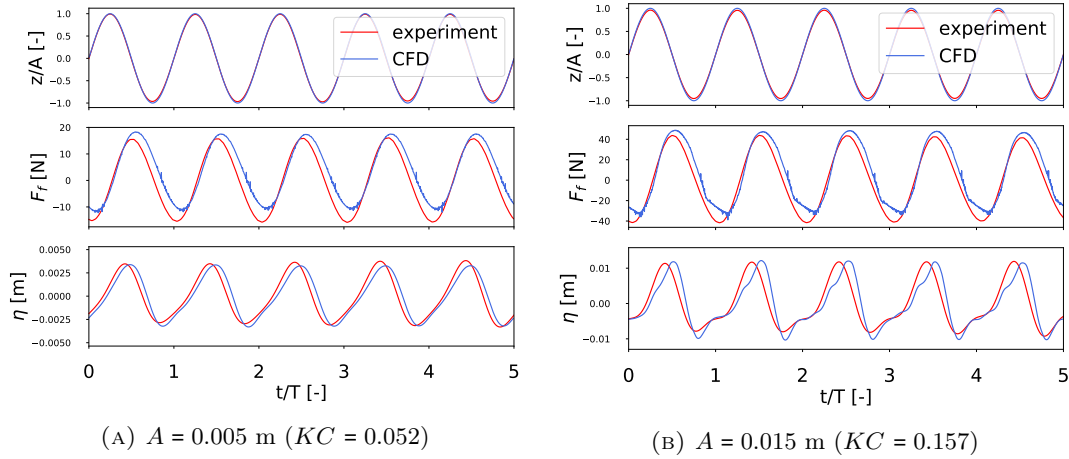 z/A [-]
1.0
0.5
0.0
−0.5
−1.0
experiment
CFD
F_f [N]
20
10
0
−10
η [m]
0.0050
0.0025
0.0000
−0.0025
−0.0050
0 1 2 3 4 5
t/T [-]
(A) A = 0.005 m (KC = 0.052)
z/A [-]
1.0
0.5
0.0
−0.5
−1.0
experiment
CFD
F_f [N]
40
20
0
−20
−40
η [m]
0.01
0.00
−0.01
0 1 2 3 4 5
t/T [-]
(B) A = 0.015 m (KC = 0.157)